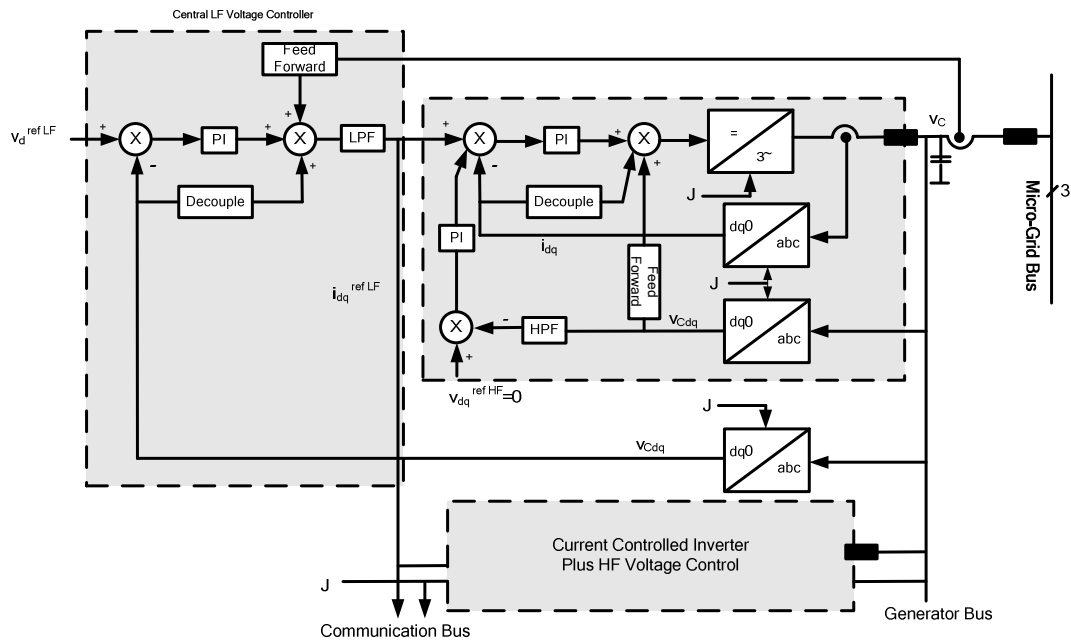 Central LF Voltage Controller
Feed
Forward
v_d^ref LF
+
X
PI
+
+
X
LPF
-
+
Decouple
+
X
PI
+
X
=
3~
v_C
-
+
Decouple
J
PI
i_dq
dq0
abc
Feed
Forward
J
i_dq^ref LF
X
-
HPF
v_Cdq
dq0
abc
+
v_dq^ref HF=0
Micro-Grid Bus
3
J
v_Cdq
dq0
abc
Current Controlled Inverter
Plus HF Voltage Control
J
Communication Bus
Generator Bus